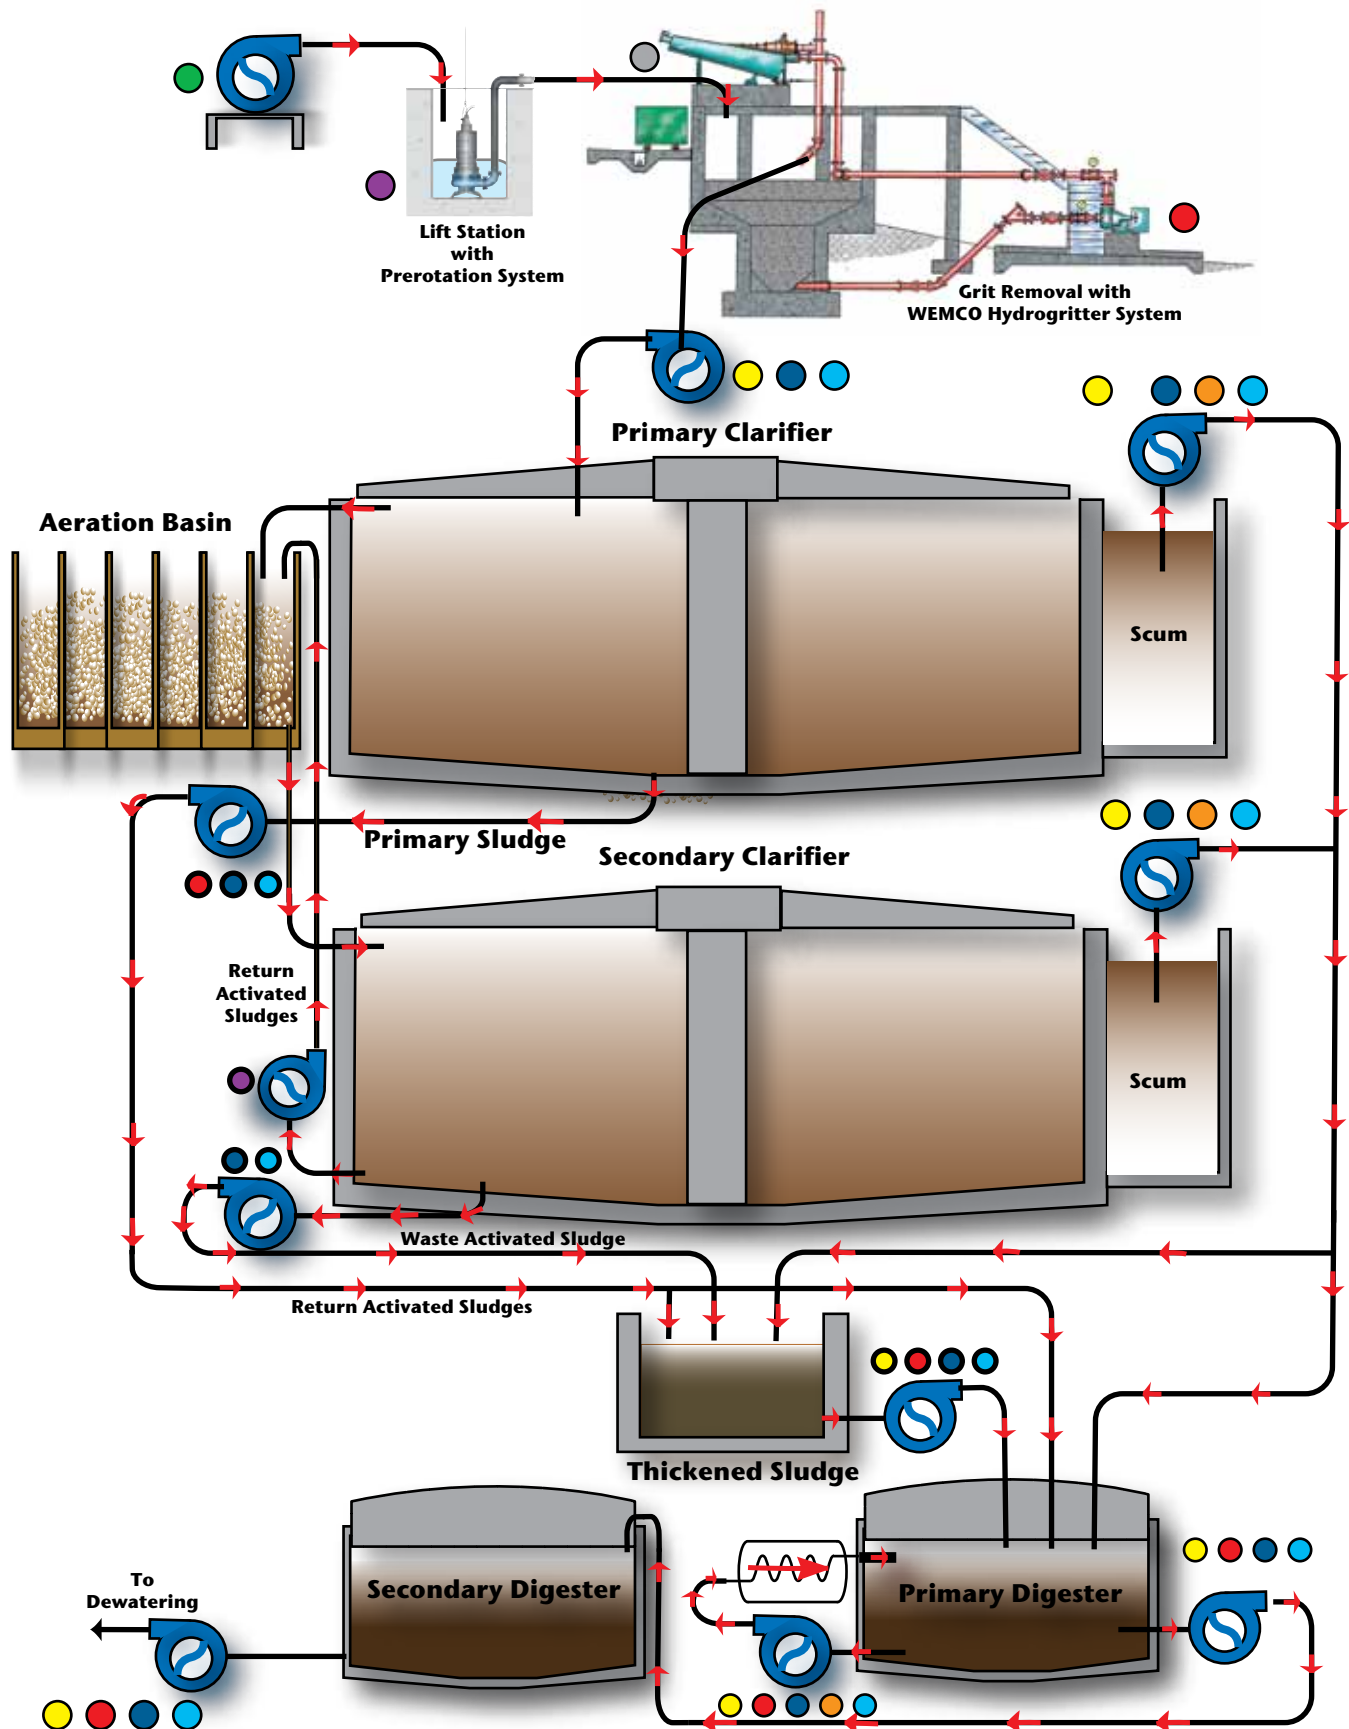 Lift Station
with
Prerotation System
Grit Removal with
WEMCO Hydrogritter System
Primary Clarifier
Aeration Basin
Scum
Primary Sludge
Secondary Clarifier
Return
Activated
Sludges
Scum
Waste Activated Sludge
Return Activated Sludges
Thickened Sludge
To
Dewatering
Secondary Digester
Primary Digester